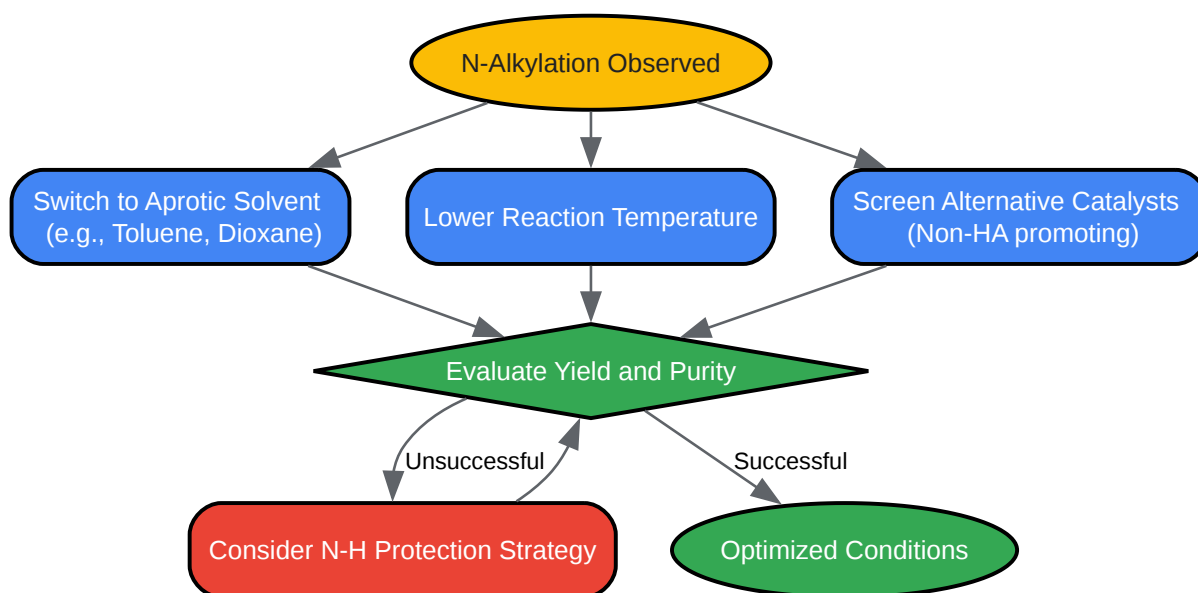 N-Alkylation Observed
Switch to Aprotic Solvent
(e.g., Toluene, Dioxane)
Lower Reaction Temperature
Screen Alternative Catalysts
(Non-HA promoting)
Evaluate Yield and Purity
Unsuccessful
Successful
Consider N-H Protection Strategy
Optimized Conditions